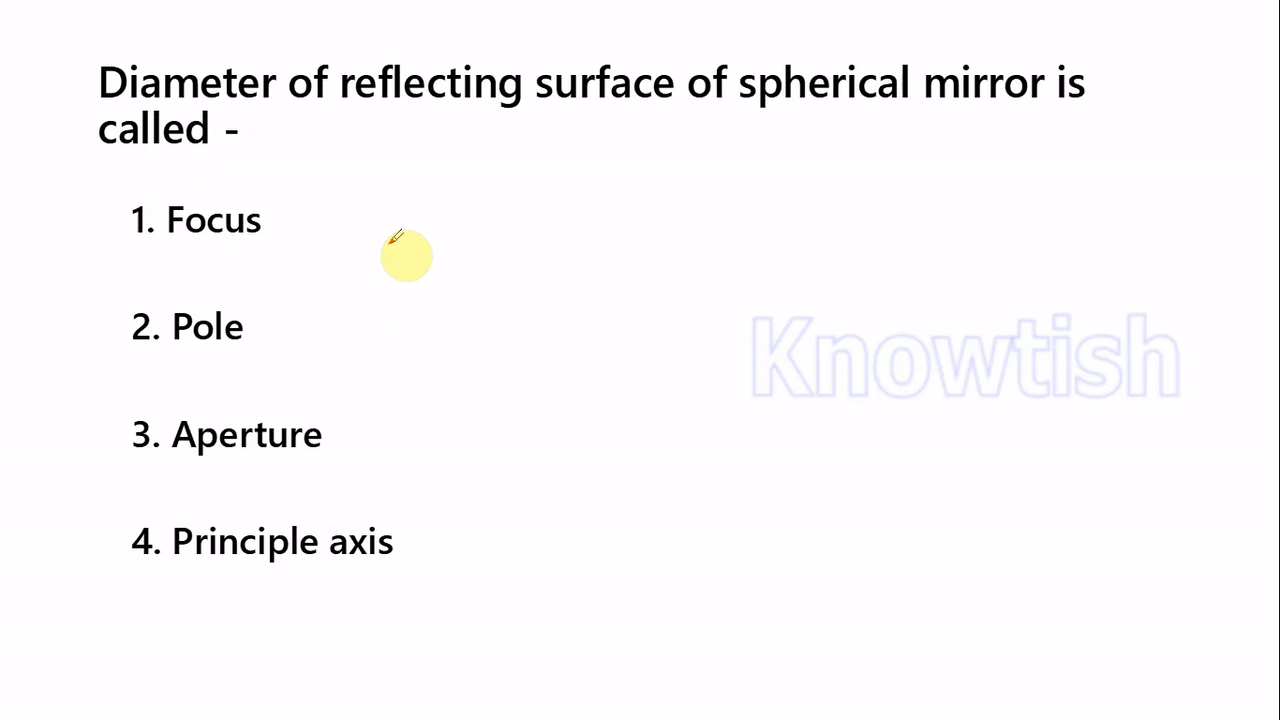 Diameter of reflecting surface of spherical mirror is
called -
1. Focus
2. Pole
Knowtish
3. Aperture
4. Principle axis